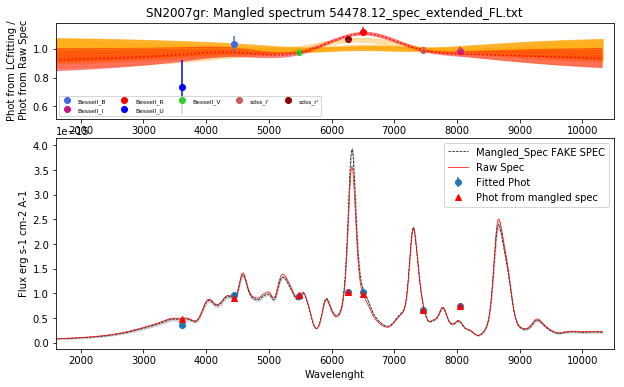 SN2007gr: Mangled spectrum 54478.12_spec_extended_FL.txt
Phot from LCfitting /
Phot from Raw Spec
1.0
0.8
0.6
Bessell_B
Bessell_I
Bessell_R
Bessell_U
Bessell_V
sdss_i'
sdss_r'
2000 3000 4000 5000 6000 7000 8000 9000 10000
1e−15
Flux erg s-1 cm-2 A-1
4.0
3.5
3.0
2.5
2.0
1.5
1.0
0.5
0.0
Mangled_Spec FAKE SPEC
Raw Spec
Fitted Phot
Phot from mangled spec
2000 3000 4000 5000 6000 7000 8000 9000 10000
Wavelenght